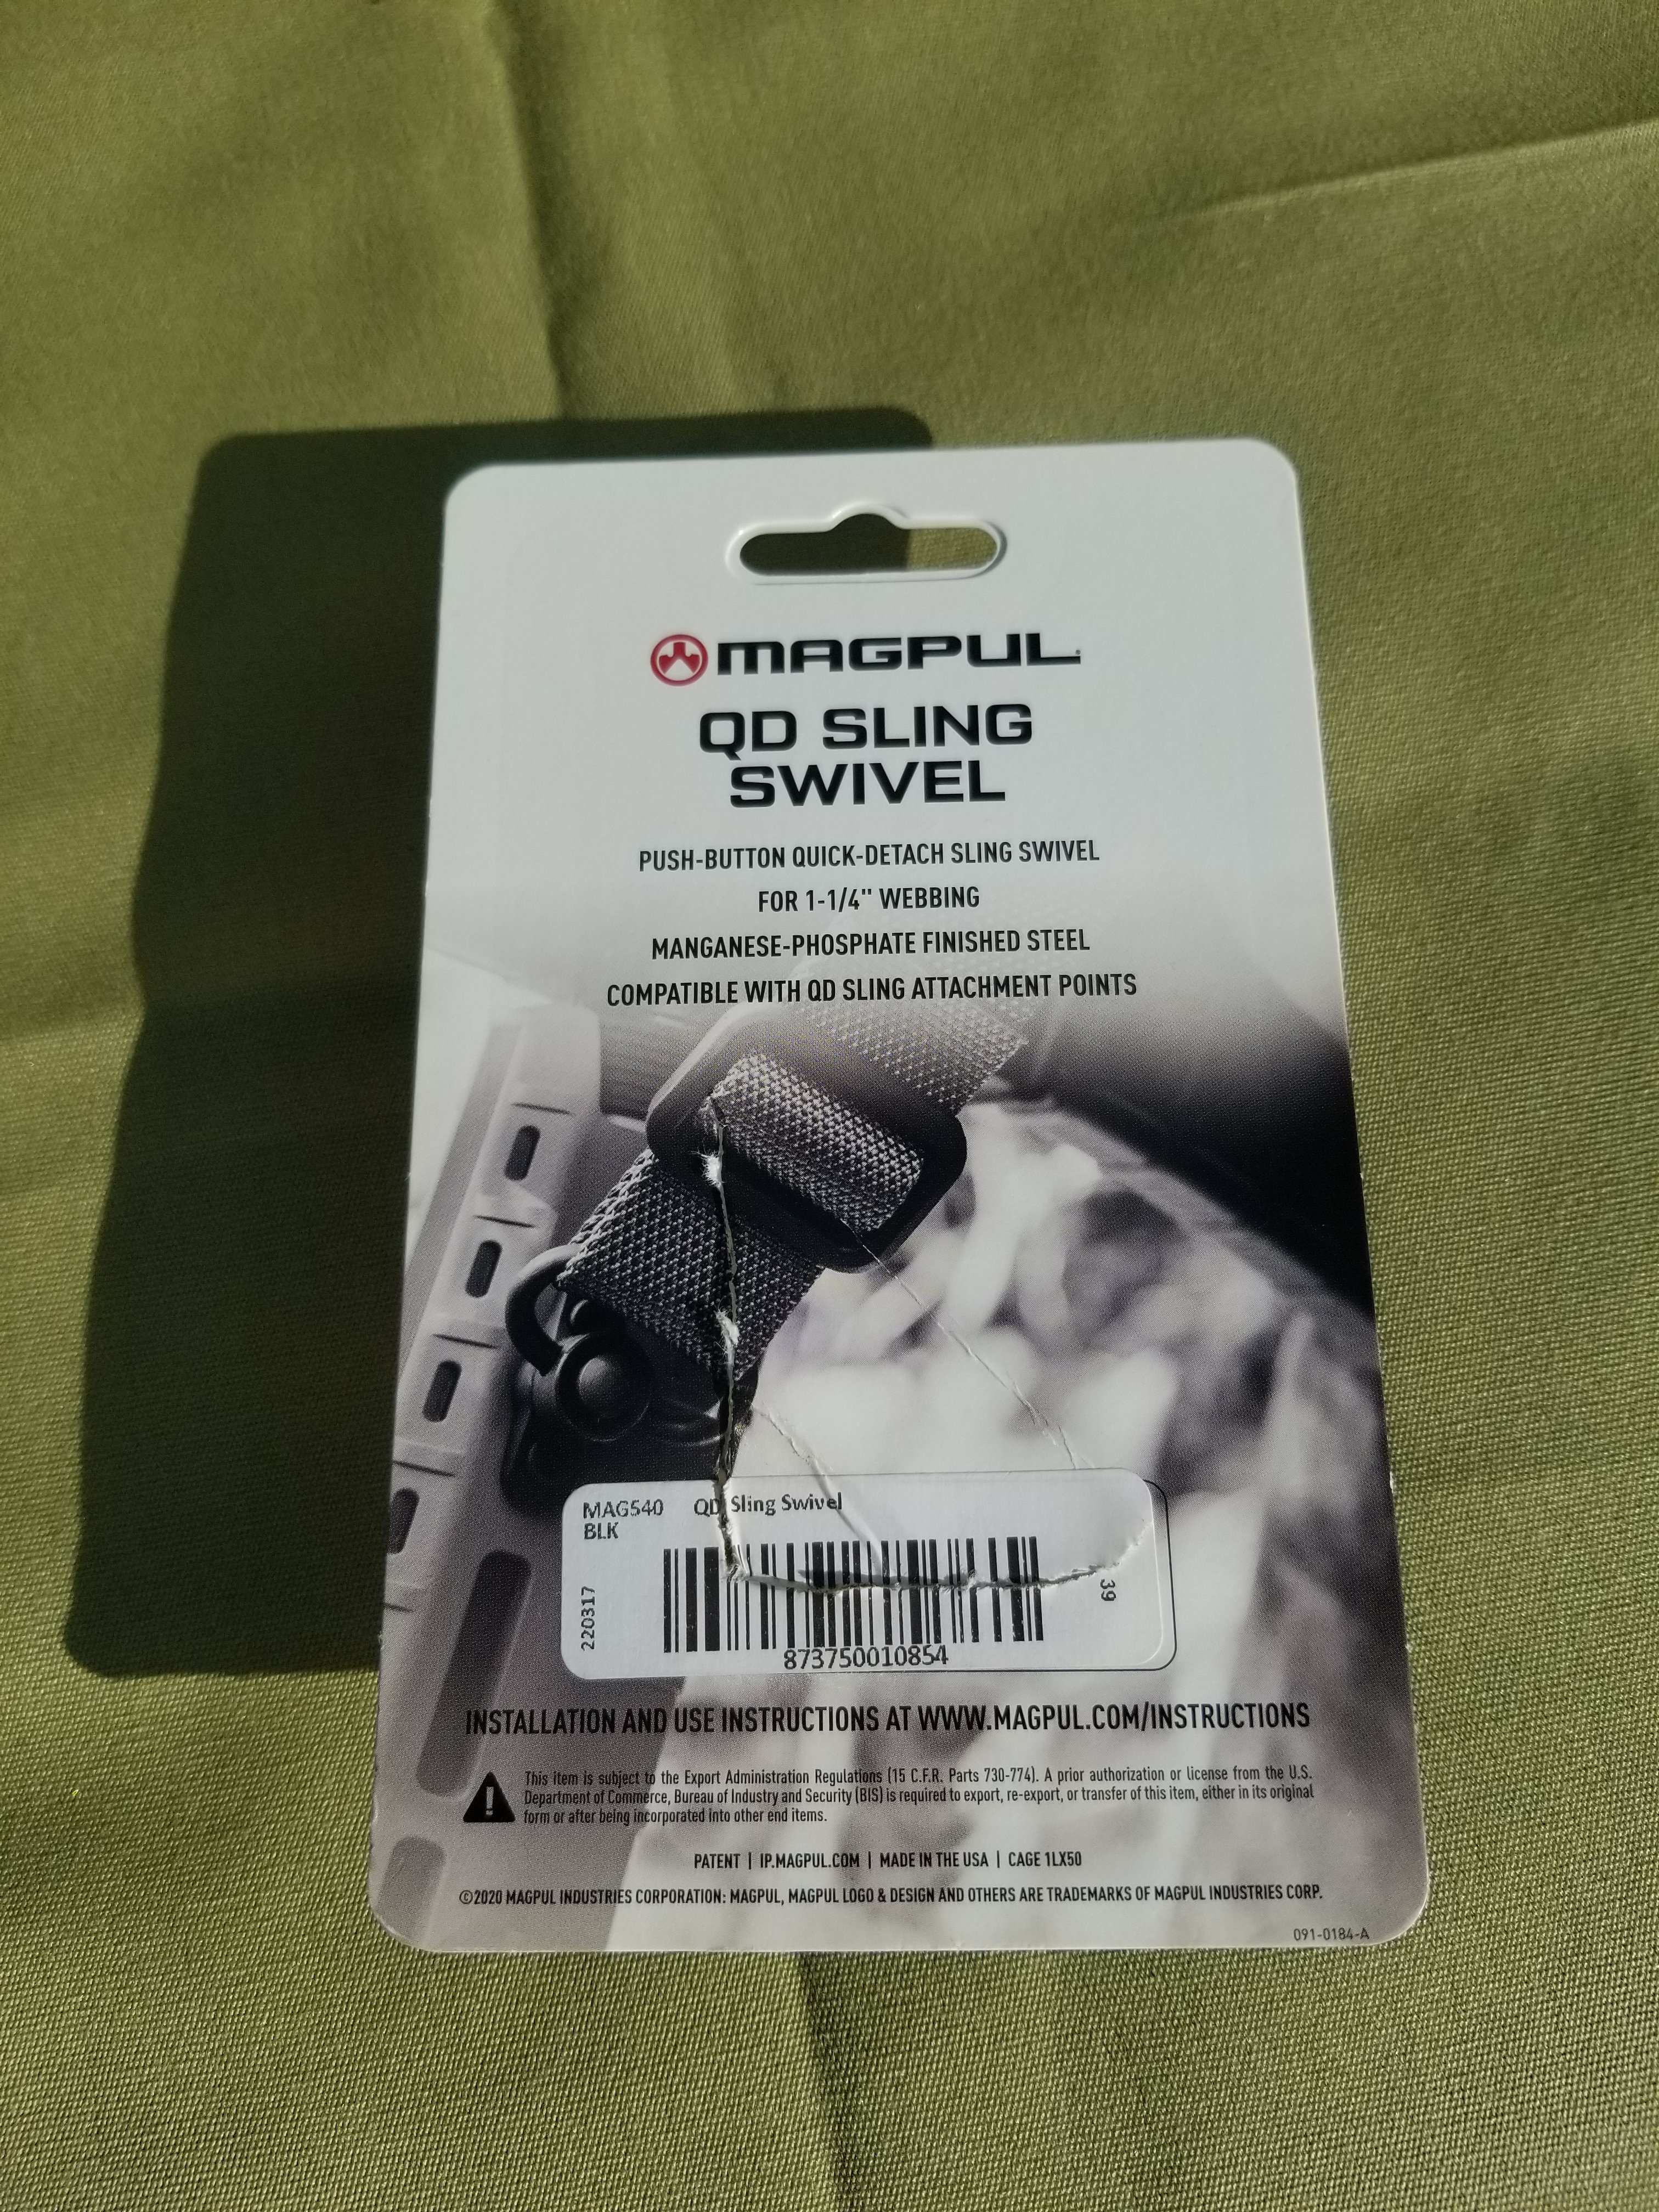 MAGPUL
QD SLING
SWIVEL
PUSH-BUTTON QUICK-DETACH SLING SWIVEL
FOR 1-1/4" WEBBING
MANGANESE-PHOSPHATE FINISHED STEEL
COMPATIBLE WITH QD SLING ATTACHMENT POINTS
MAG540 QD Sling Swivel
BLK
220317
39
873750010854
INSTALLATION AND USE INSTRUCTIONS AT WWW.MAGPUL.COM/INSTRUCTIONS
This item is subject to the Export Administration Regulations (15 C.F.R. Parts 730-774). A prior authorization or license from the U.S.
Department of Commerce, Bureau of Industry and Security (BIS) is required to export, re-export, or transfer of this item, either in its original
form or after being incorporated into other end items.
PATENT | IP.MAGPUL.COM | MADE IN THE USA | CAGE 1LX50
©2020 MAGPUL INDUSTRIES CORPORATION: MAGPUL, MAGPUL LOGO & DESIGN AND OTHERS ARE TRADEMARKS OF MAGPUL INDUSTRIES CORP.
091-0184-A